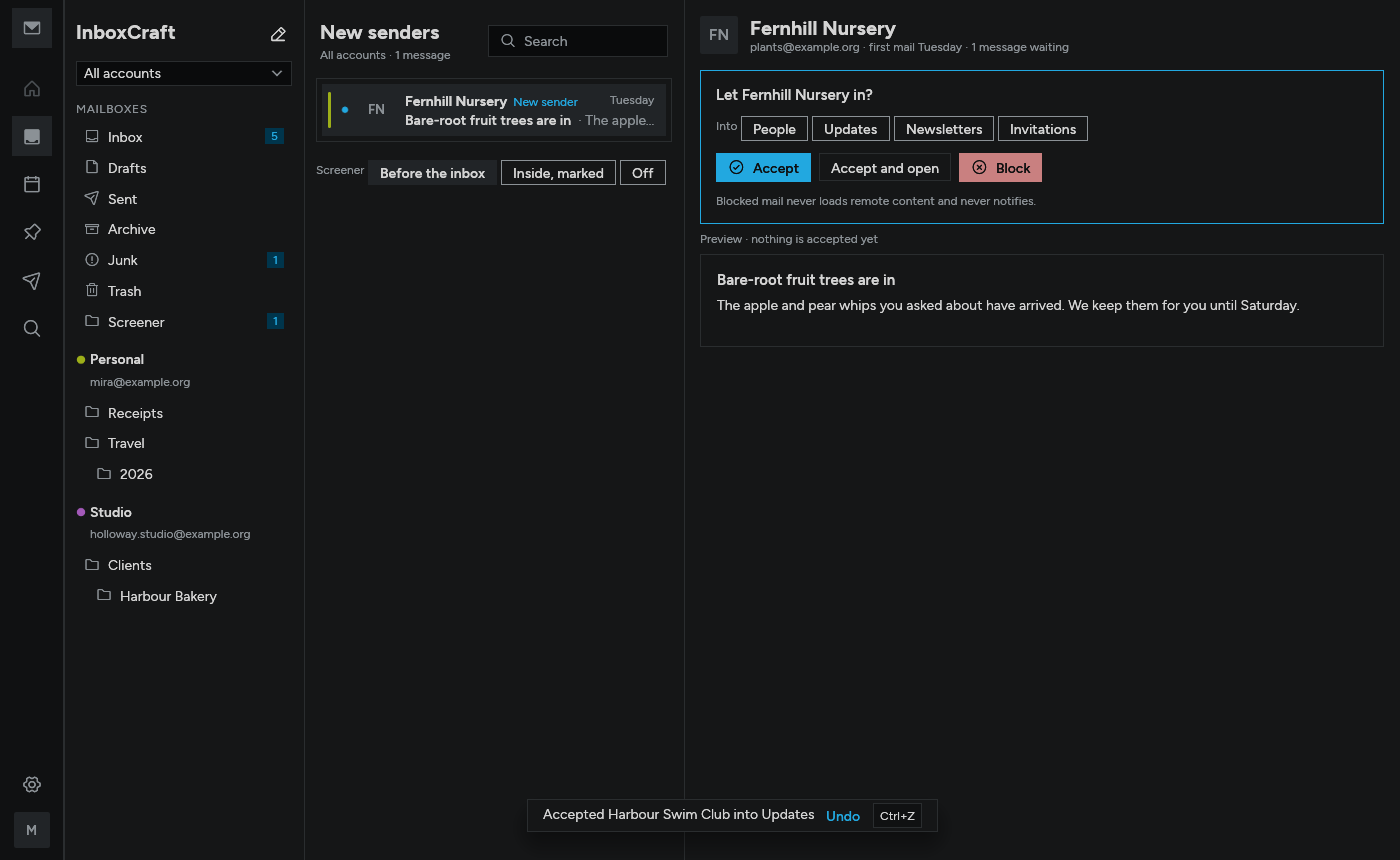 InboxCraft
All accounts
MAILBOXES
Inbox 5
Drafts
Sent
Archive
Junk 1
Trash
Screener 1
Personal
mira@example.org
Receipts
Travel
2026
Studio
holloway.studio@example.org
Clients
Harbour Bakery
M
New senders
All accounts · 1 message
Search
FN
Fernhill Nursery New sender Tuesday
Bare-root fruit trees are in · The apple...
Screener Before the inbox Inside, marked Off
FN
Fernhill Nursery
plants@example.org · first mail Tuesday · 1 message waiting
Let Fernhill Nursery in?
Into People Updates Newsletters Invitations
Accept Accept and open Block
Blocked mail never loads remote content and never notifies.
Preview · nothing is accepted yet
Bare-root fruit trees are in
The apple and pear whips you asked about have arrived. We keep them for you until Saturday.
Accepted Harbour Swim Club into Updates Undo Ctrl+Z